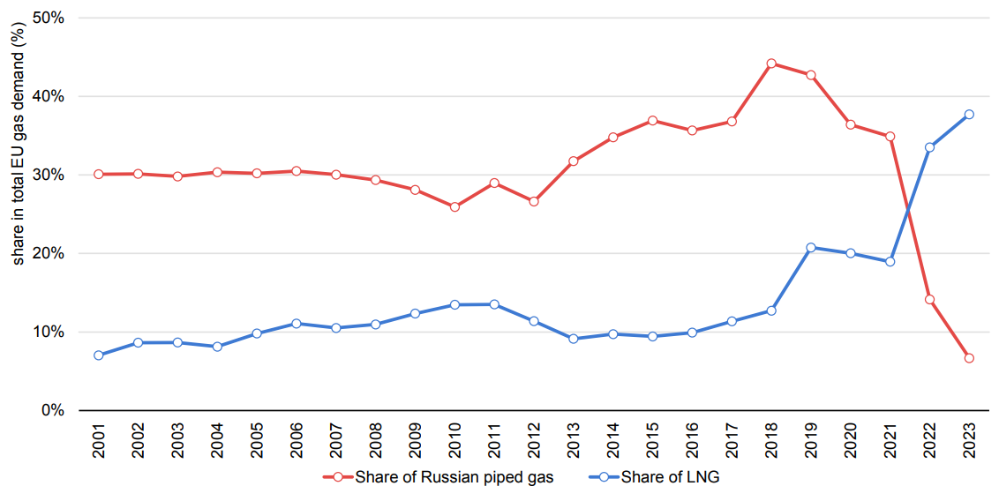 share in total EU gas demand (%)
50%
40%
30%
20%
10%
0%
2001 2002 2003 2004 2005 2006 2007 2008 2009 2010 2011 2012 2013 2014 2015 2016 2017 2018 2019 2020 2021 2022 2023
Share of Russian piped gas Share of LNG